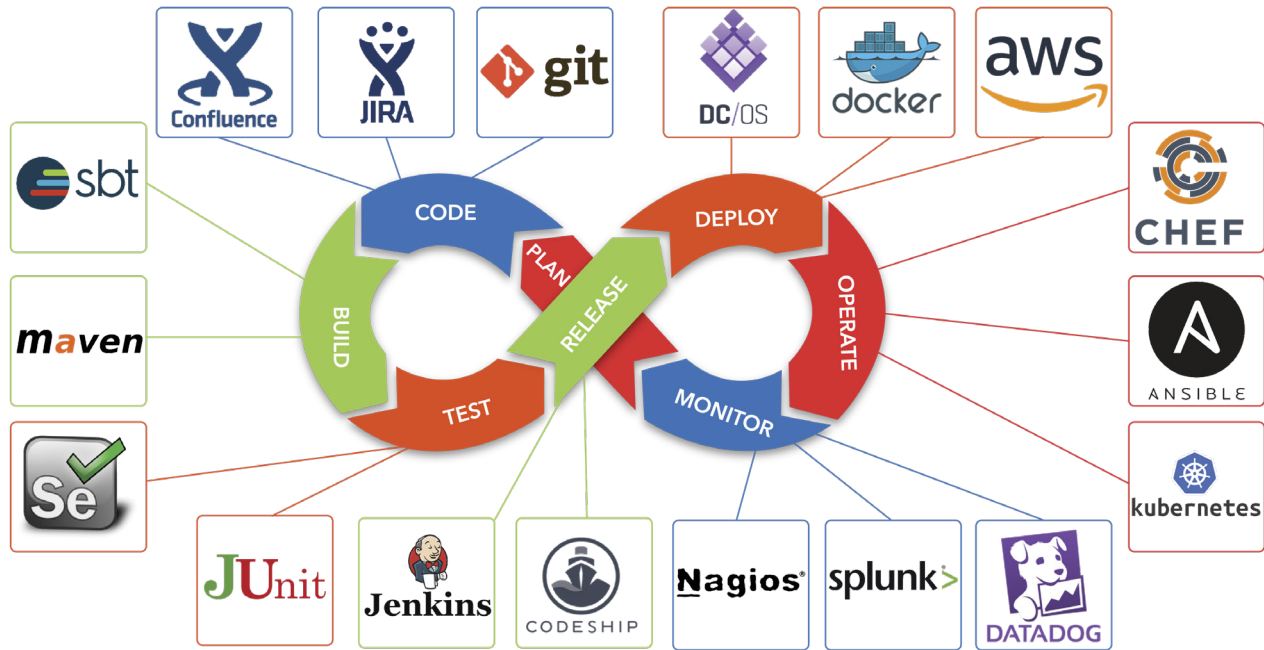 Confluence
JIRA
git
DC/OS
docker
aws
sbt
CHEF
CODE
DEPLOY
PLAN
RELEASE
BUILD
OPERATE
maven
ANSIBLE
TEST
MONITOR
Se
kubernetes
JUnit
Jenkins
CODESHIP
Nagios®
splunk>
DATADOG